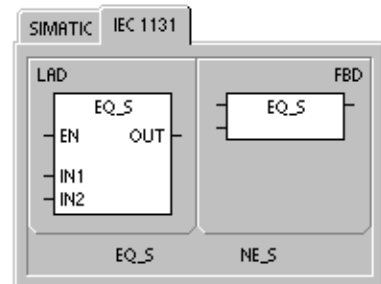 SIMATIC IEC 1131
LAD FBD
EQ_S EQ_S
EN OUT
IN1
IN2
EQ_S NE_S